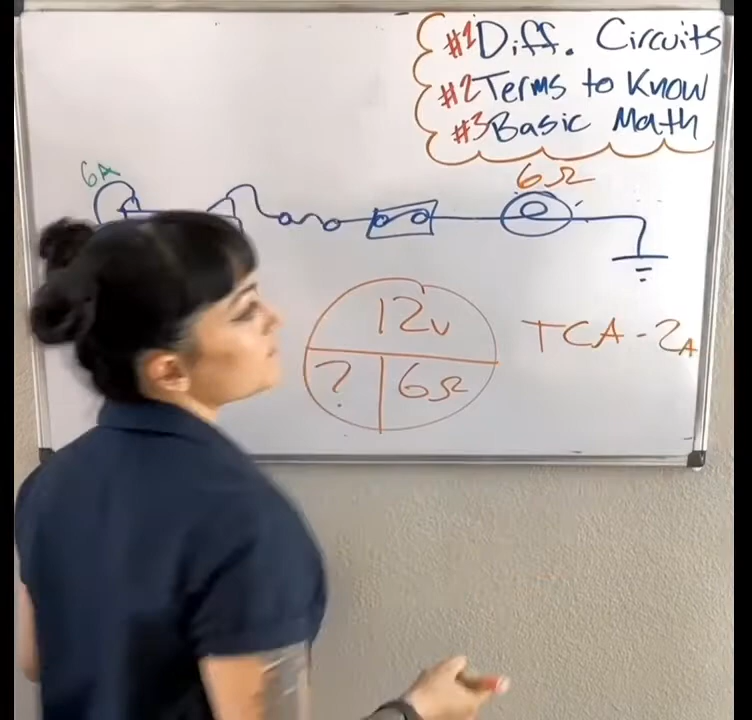 #1 Diff. Circuits
#2 Terms to Know
#3 Basic Math
6A
6Ω
12v
TCA-2A
? 6Ω